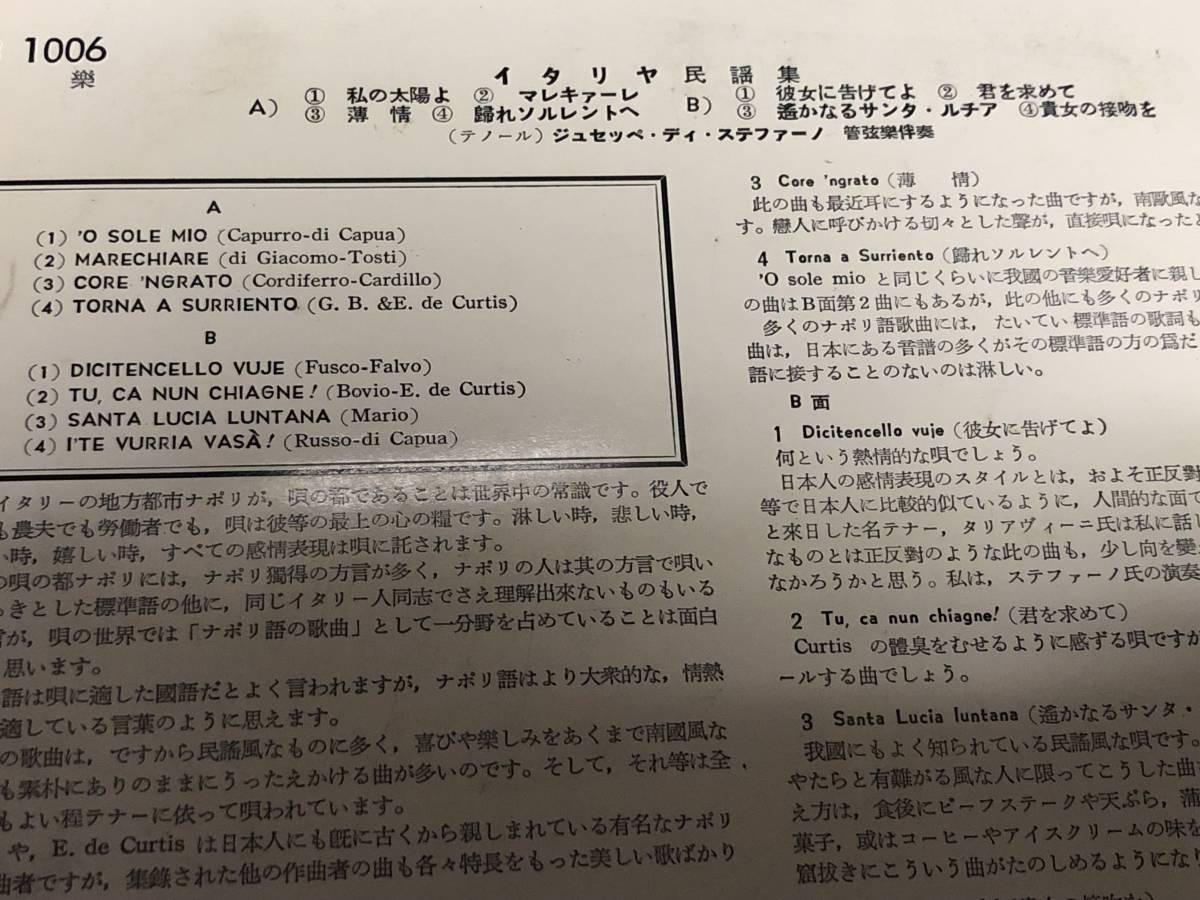 1006
樂
イタリヤ民謠集
A) ① 私の太陽よ ② マレキァーレ
③ 薄情 ④ 歸れソルレントへ
B) ① 彼女に告げてよ ② 君を求めて
③ 遙かなるサンタ・ルチア ④貴女の接吻を
(テノール) ジュセッペ・ディ・ステファーノ 管弦樂伴奏
A
(1) 'O SOLE MIO (Capurro-di Capua)
(2) MARECHIARE (di Giacomo-Tosti)
(3) CORE 'NGRATO (Cordiferro-Cardillo)
(4) TORNA A SURRIENTO (G. B. &E. de Curtis)
B
(1) DICITENCELLO VUJE (Fusco-Falvo)
(2) TU, CA NUN CHIAGNE! (Bovio-E. de Curtis)
(3) SANTA LUCIA LUNTANA (Mario)
(4) I'TE VURRIA VASÀ! (Russo-di Capua)
イタリーの地方都市ナポリが，唄の都であることは世界中の常識です。役人で
も農夫でも勞働者でも，唄は彼等の最上の心の糧です。淋しい時，悲しい時，
い時，嬉しい時，すべての感情表現は唄に託されます。
の唄の都ナポリには，ナポリ獨得の方言が多く，ナポリの人は其の方言で唄い
っきとした標準語の他に，同じイタリー人同志でさえ理解出來ないものもいる
言が，唄の世界では「ナポリ語の歌曲」として一分野を占めていることは面白
思います。
語は唄に適した國語だとよく言われますが，ナポリ語はより大衆的な，情熱
適している言葉のように思えます。
の歌曲は，ですから民謠風なものに多く，喜びや樂しみをあくまで南國風な
も素朴にありのままにうったえかける曲が多いのです。そして，それ等は全
もよい程テナーに依って唄われています。
や，E. de Curtis は日本人にも旣に古くから親しまれている有名なナポリ
曲者ですが，集錄された他の作曲者の曲も各々特長をもった美しい歌ばかり
3 Core 'ngrato (薄情)
此の曲も最近耳にするようになった曲ですが，南歐風な
す。戀人に呼びかける切々とした聲が，直接唄になったと
4 Torna a Surriento (歸れソルレントへ)
'O sole mio と同じくらいに我國の音樂愛好者に親し
の曲はB面第2曲にもあるが，此の他にも多くのナポリ
多くのナポリ語歌曲には，たいてい標準語の歌詞も
曲は，日本にある音譜の多くがその標準語の方の爲だ
語に接することのないのは淋しい。
B 面
1 Dicitencello vuje (彼女に告げてよ)
何という熱情的な唄でしょう。
日本人の感情表現のスタイルとは，およそ正反對
等で日本人に比較的似ているように，人間的な面で
と來日した名テナー，タリアヴィーニ氏は私に話し
なものとは正反對のような此の曲も，少し向を變
なかろうかと思う。私は，ステファーノ氏の演奏
2 Tu, ca nun chiagne! (君を求めて)
Curtis の體臭をむせるように感ずる唄ですが
ールする曲でしょう。
3 Santa Lucia luntana (遙かなるサンタ・
我國にもよく知られている民謠風な唄です。
やたらと有難がる風な人に限ってこうした曲
え方は，食後にビーフステークや天ぷら，蒲
菓子，或はコーヒーやアイスクリームの味を
窟拔きにこういう曲がたのしめるようになり